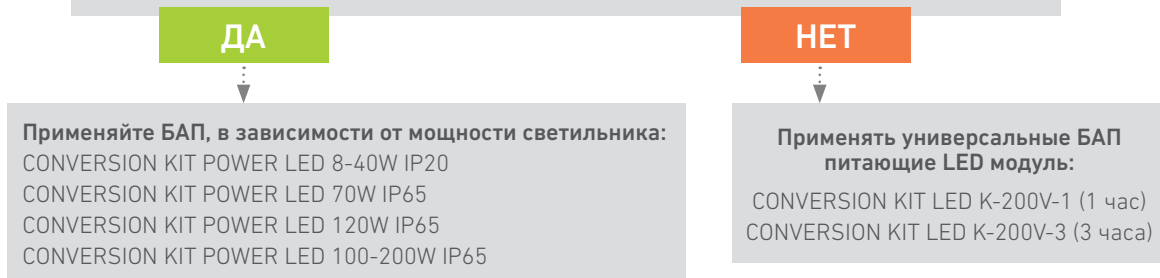 ДА
НЕТ
Применяйте БАП, в зависимости от мощности светильника:
CONVERSION KIT POWER LED 8-40W IP20
CONVERSION KIT POWER LED 70W IP65
CONVERSION KIT POWER LED 120W IP65
CONVERSION KIT POWER LED 100-200W IP65
Применять универсальные БАП
питающие LED модуль:
CONVERSION KIT LED K-200V-1 (1 час)
CONVERSION KIT LED K-200V-3 (3 часа)